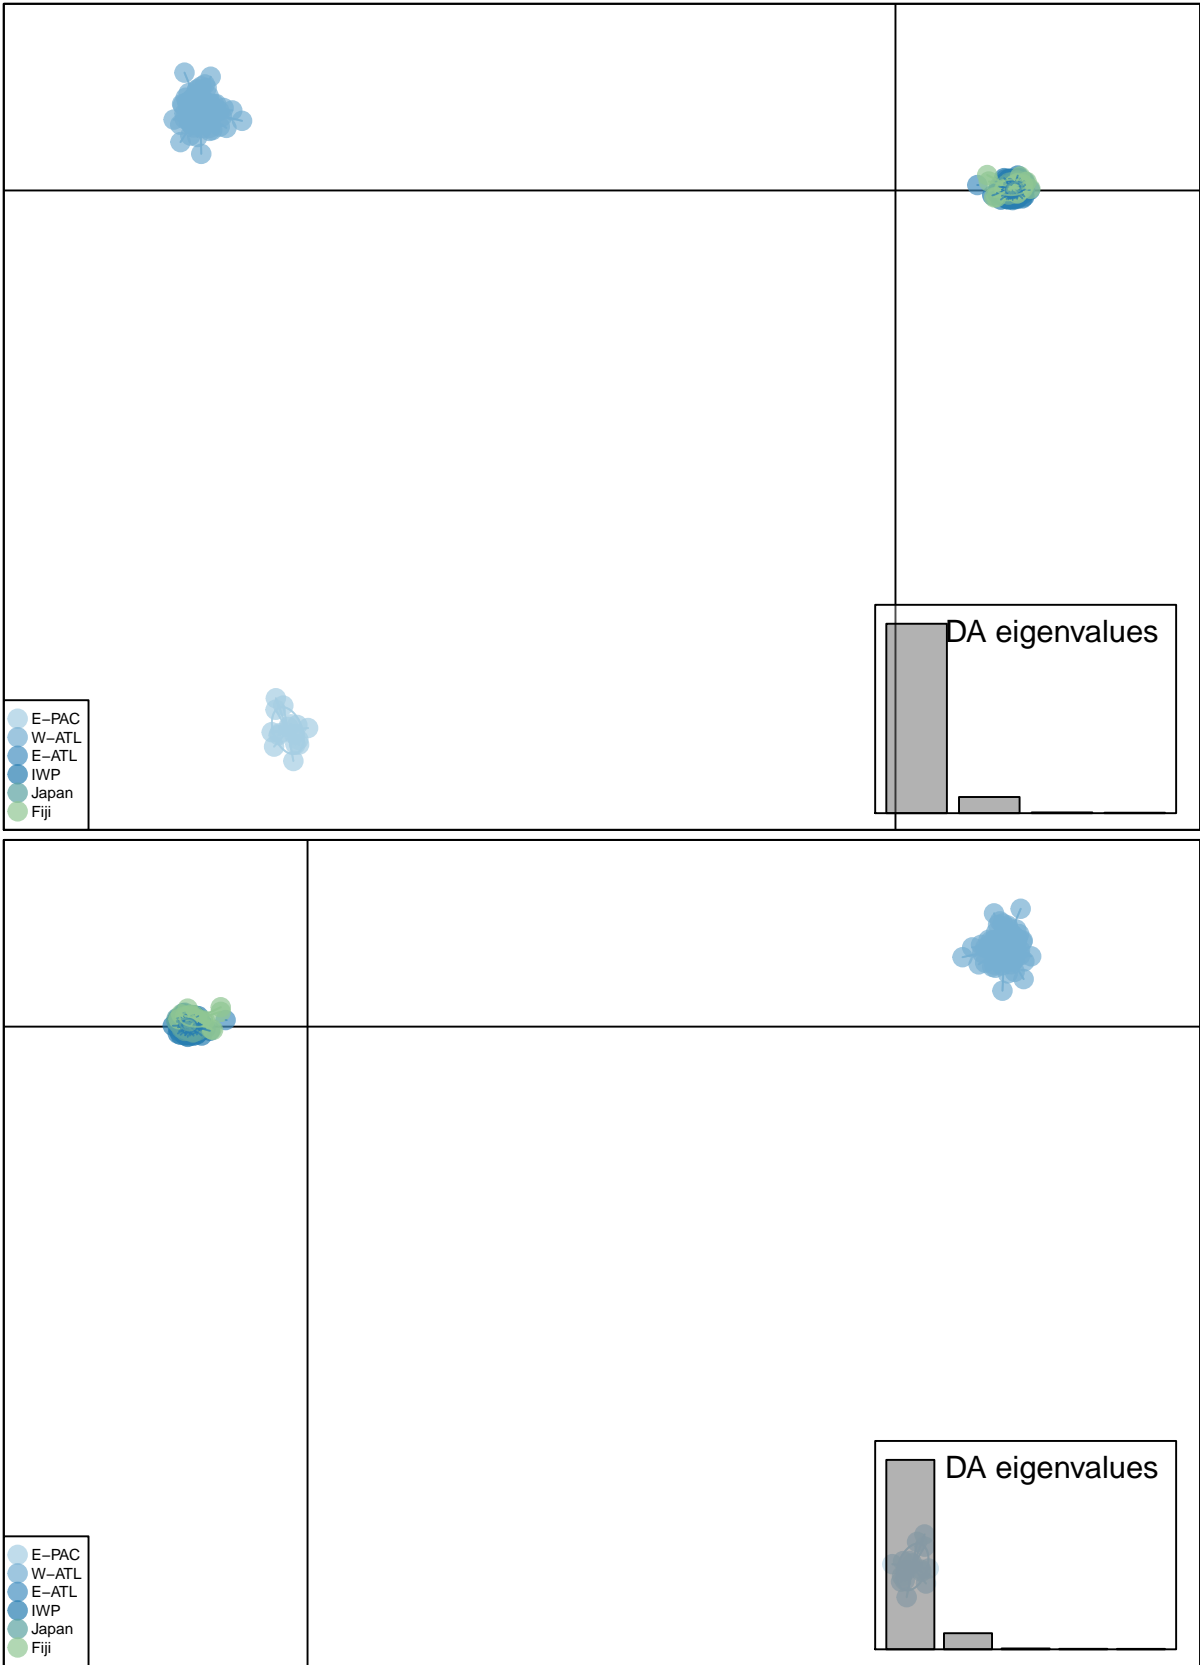 DA eigenvalues
E−PAC
W−ATL
E−ATL
IWP
Japan
Fiji
DA eigenvalues
E−PAC
W−ATL
E−ATL
IWP
Japan
Fiji